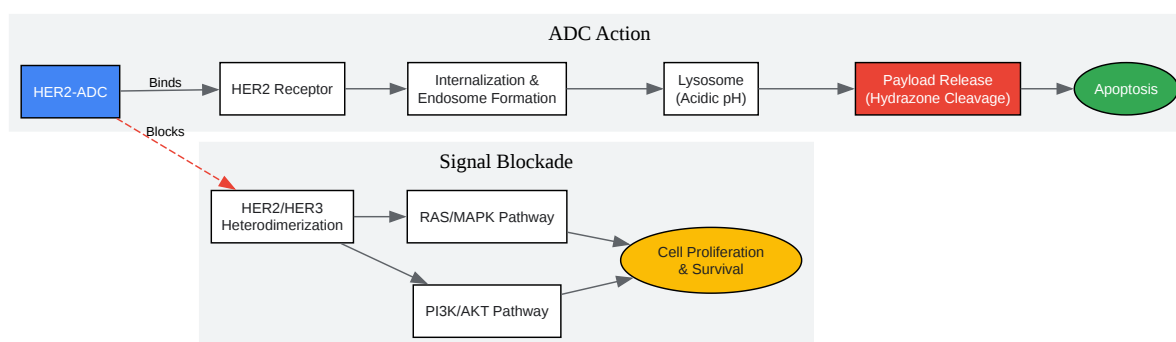 ADC Action
HER2-ADC
Binds
HER2 Receptor
Internalization &
Endosome Formation
Lysosome
(Acidic pH)
Payload Release
(Hydrazone Cleavage)
Apoptosis
Blocks
Signal Blockade
HER2/HER3
Heterodimerization
RAS/MAPK Pathway
PI3K/AKT Pathway
Cell Proliferation
& Survival